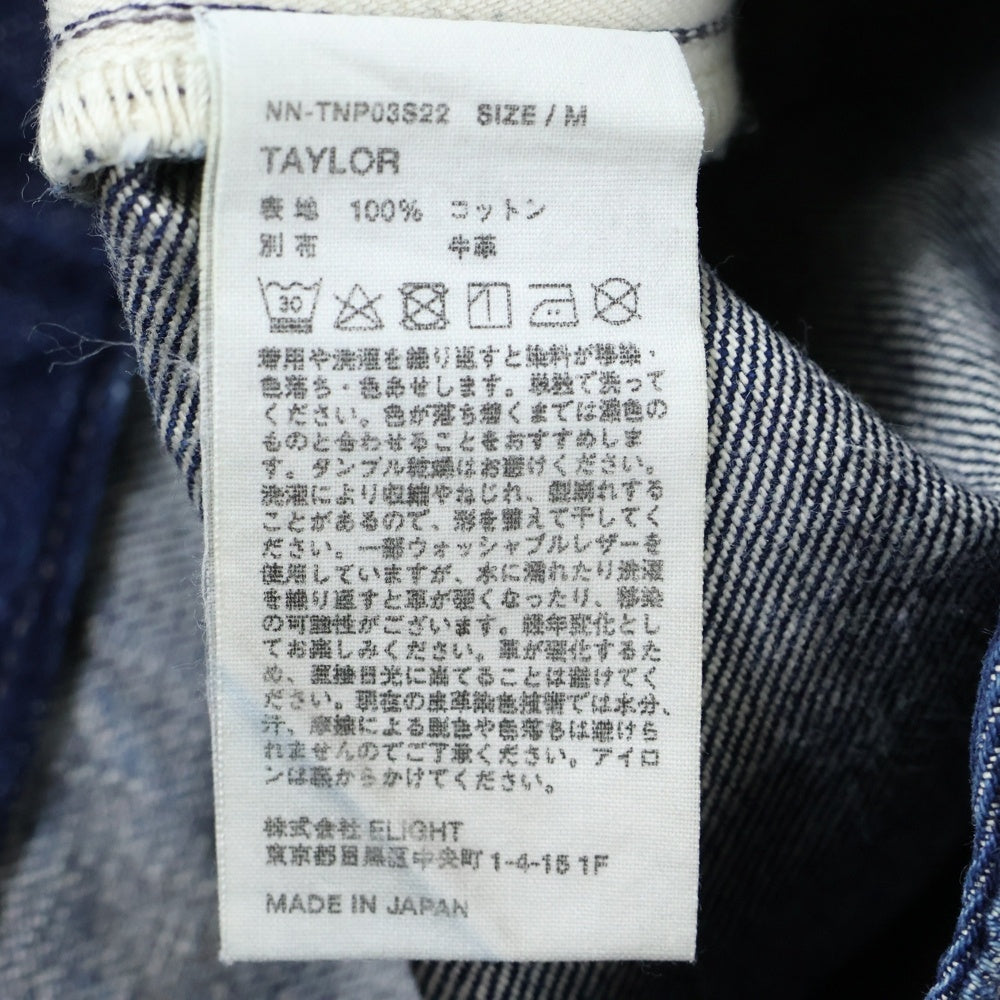 NN-TNP03S22 SIZE / M
TAYLOR
表地 100% コットン
別布 牛革
30
着用や洗濯を繰り返すと染料が移染・
色落ち・色あせします。単独で洗って
ください。色が落ち着くまでは濃色の
ものと合わせることをおすすめしま
す。タンブル乾燥はお避けください。
洗濯により収縮やねじれ、型崩れする
ことがあるので、形を整えて干してく
ださい。一部ウォッシャブルレザーを
使用していますが、水に濡れたり洗濯
を繰り返すと革が硬くなったり、移染
の可能性がございます。経年変化とし
てお楽しみください。革が硬化するた
め、直接日光に当てることは避けてく
ださい。現在の皮革染色技術では水分、
汗、摩擦による脱色や色落ちは避けら
れませんのでご了承ください。アイロ
ンは裏からかけてください。
株式会社 ELIGHT
東京都目黒区中央町 1-4-15 1F
MADE IN JAPAN